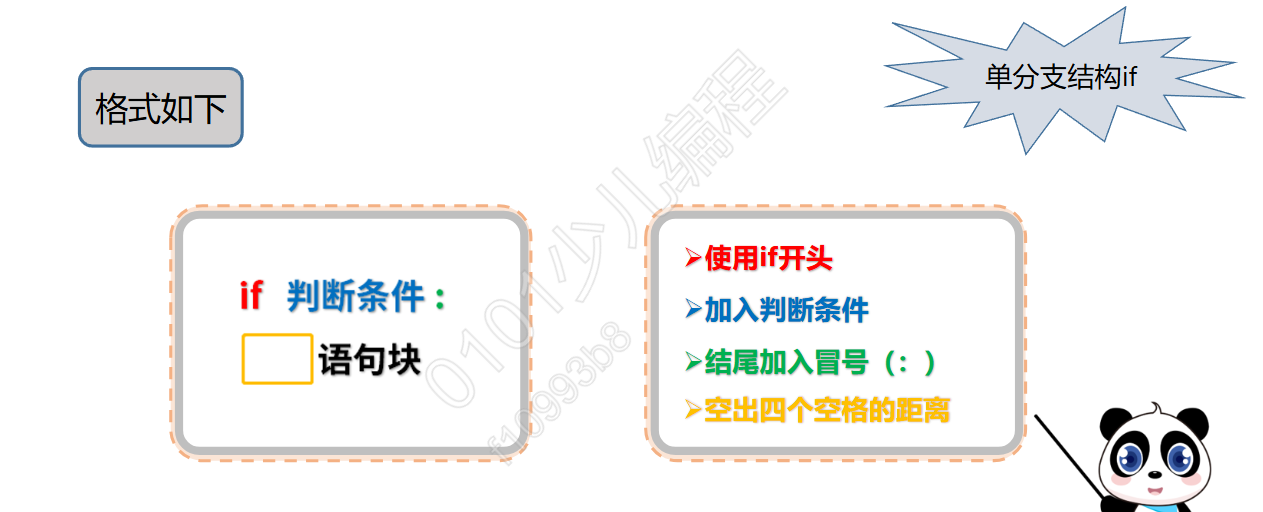 单分支结构if
格式如下
if 判断条件：
语句块
使用if开头
加入判断条件
结尾加入冒号（：）
空出四个空格的距离
0101少儿编程
f10993b8